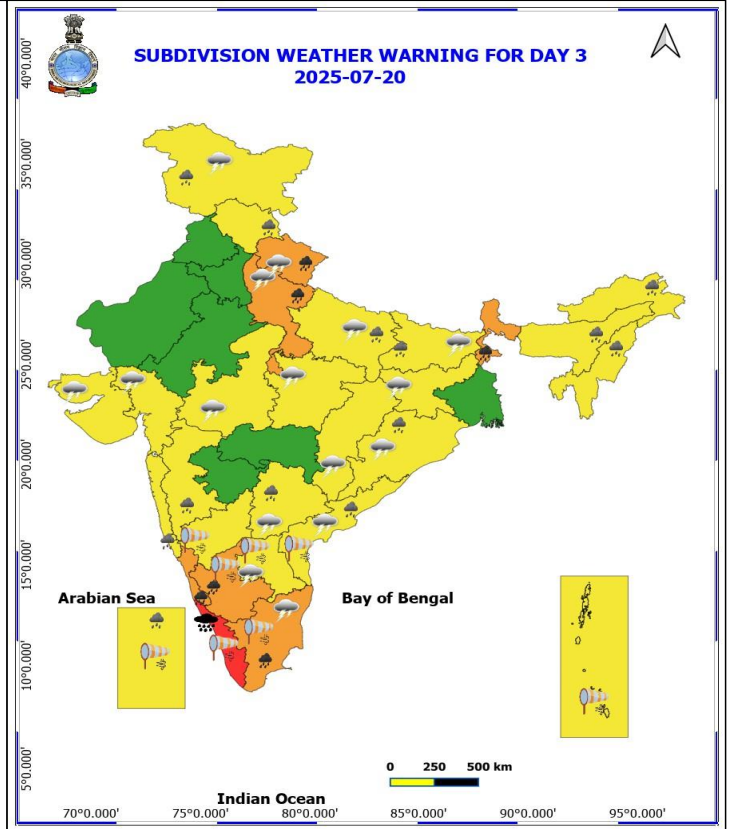 SUBDIVISION WEATHER WARNING FOR DAY 3
2025-07-20
40°0.000'
35°0.000'
30°0.000'
25°0.000'
20°0.000'
15°0.000'
10°0.000'
5°0.000'
Arabian Sea
Bay of Bengal
0 250 500 km
Indian Ocean
70°0.000' 75°0.000' 80°0.000' 85°0.000' 90°0.000' 95°0.000'